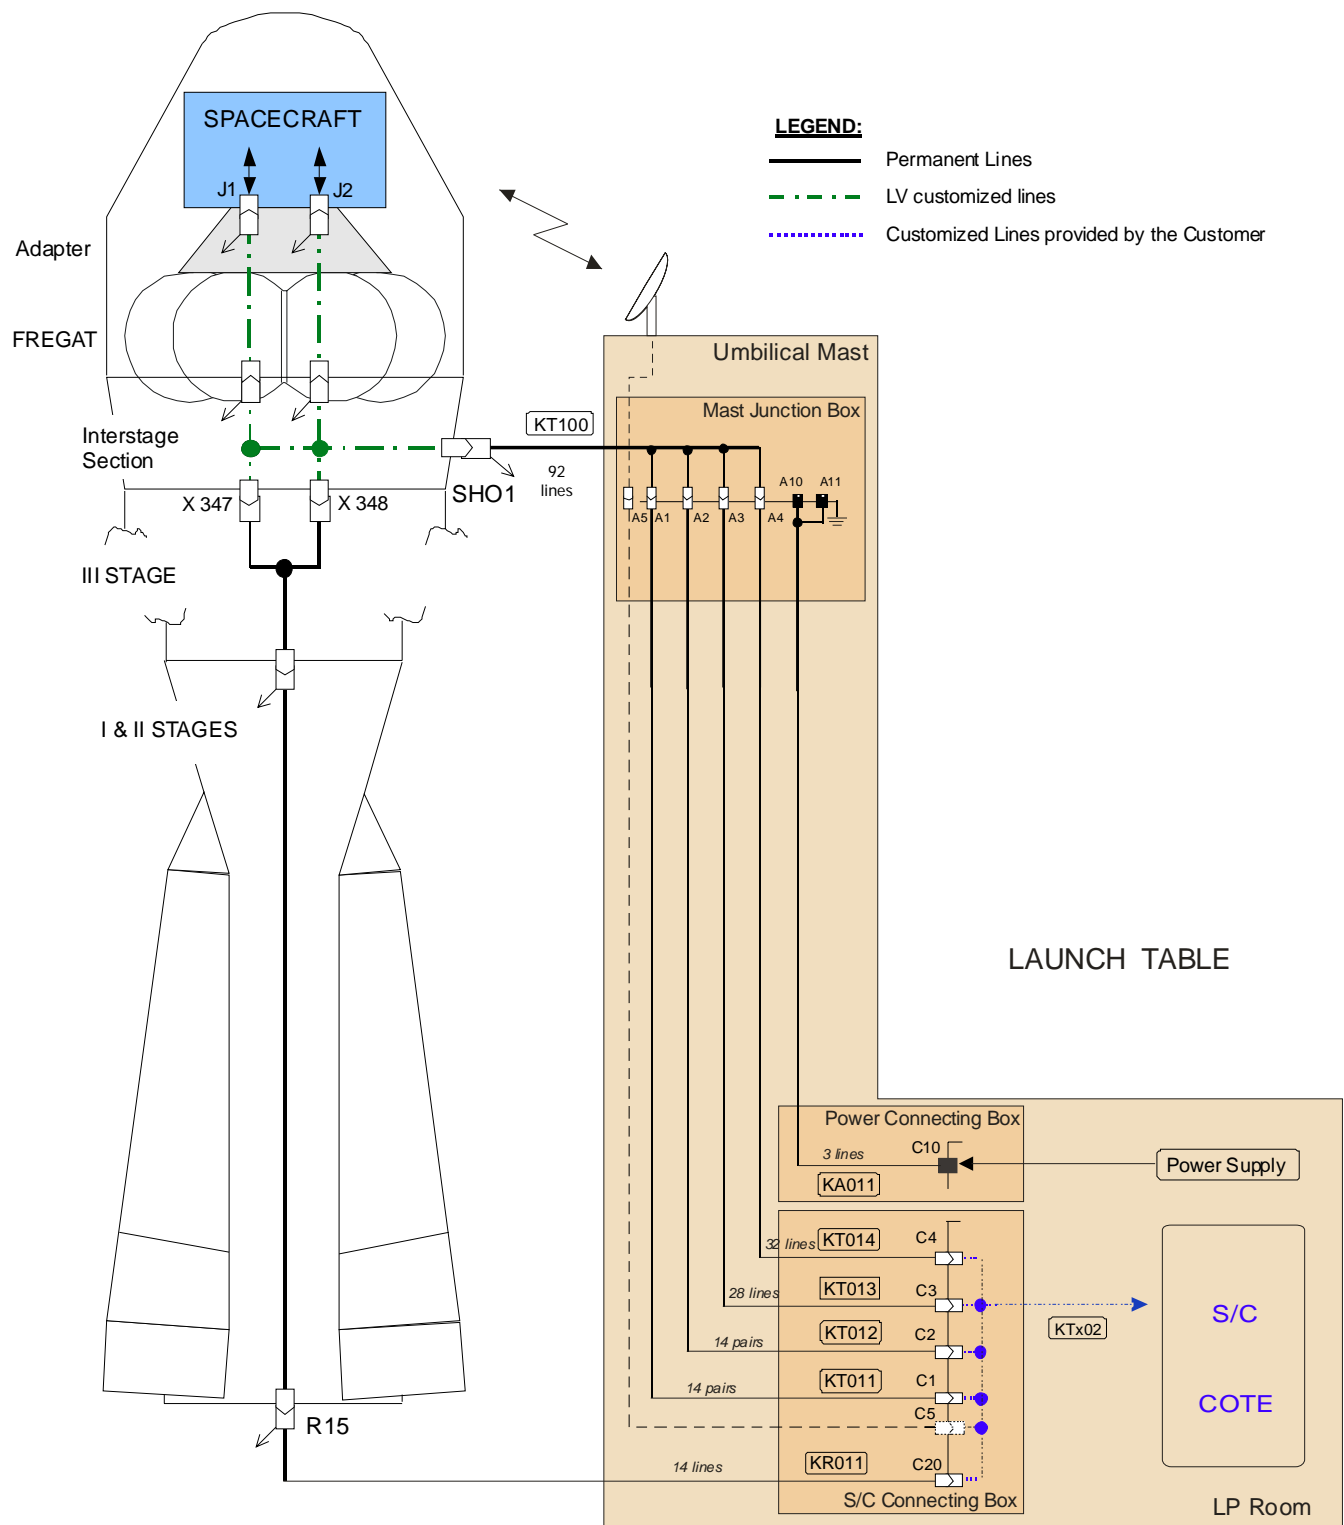 SPACECRAFT
J1
J2
LEGEND:
Permanent Lines
LV customized lines
Customized Lines provided by the Customer
Adapter
FREGAT
Umbilical Mast
Mast Junction Box
KT100
Interstage
Section
92
lines
SHO1
X 347
X 348
A10
A11
A5
A1
A2
A3
A4
III STAGE
I & II STAGES
LAUNCH TABLE
Power Connecting Box
C10
3 lines
KA011
Power Supply
32 lines
KT014
C4
28 lines
KT013
C3
KTx02
S/C
COTE
14 pairs
KT012
C2
14 pairs
KT011
C1
C5
R15
14 lines
KR011
C20
S/C Connecting Box
LP Room